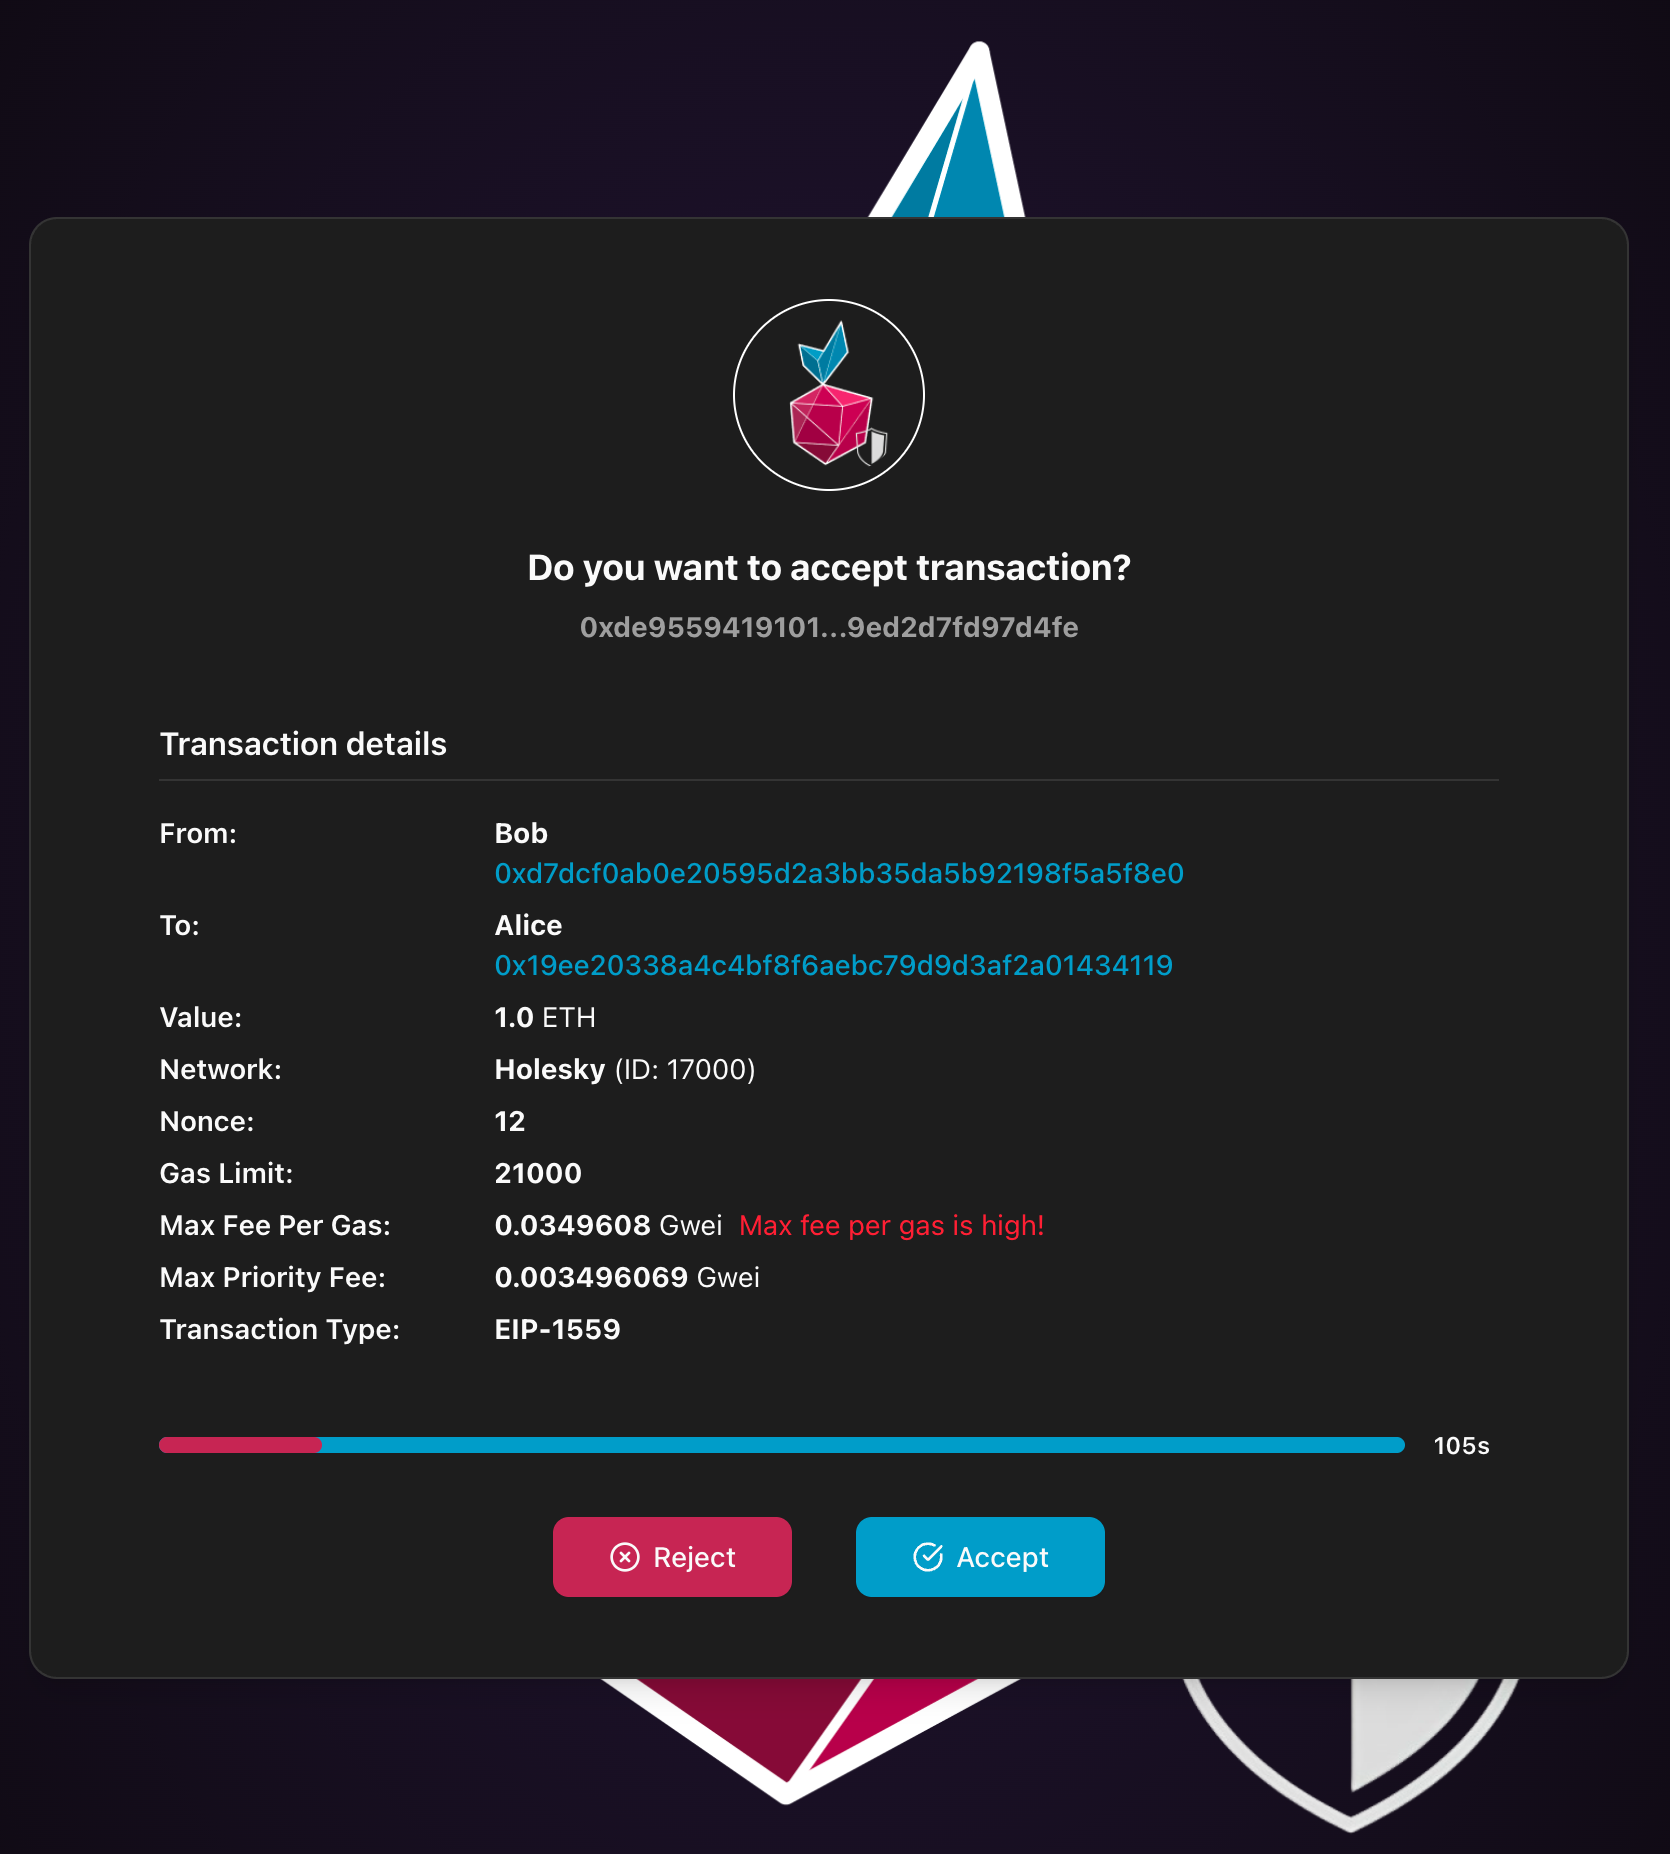 Do you want to accept transaction?
0xde9559419101...9ed2d7fd97d4fe
Transaction details
From: Bob
0xd7dcf0ab0e20595d2a3bb35da5b92198f5a5f8e0
To: Alice
0x19ee20338a4c4bf8f6aebc79d9d3af2a01434119
Value: 1.0 ETH
Network: Holesky (ID: 17000)
Nonce: 12
Gas Limit: 21000
Max Fee Per Gas: 0.0349608 Gwei Max fee per gas is high!
Max Priority Fee: 0.003496069 Gwei
Transaction Type: EIP-1559
105s
Reject Accept